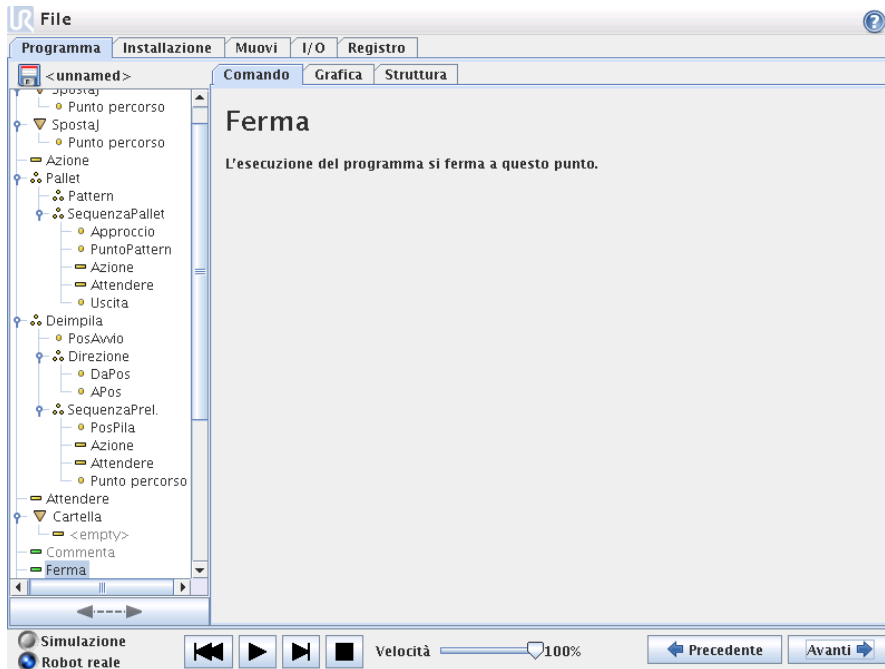 UR File
Programma Installazione Muovi I/O Registro
<unnamed>
Comando Grafica Struttura
SpostaJ
Punto percorso
SpostaJ
Punto percorso
Azione
Pallet
Pattern
SequenzaPallet
Approccio
PuntoPattern
Azione
Attendere
Uscita
Deimpila
PosAvvio
Direzione
DaPos
APos
SequenzaPrel.
PosPila
Azione
Attendere
Punto percorso
Attendere
Cartella
<empty>
Commenta
Ferma
Ferma
L'esecuzione del programma si ferma a questo punto.
Simulazione
Robot reale
Velocità 100%
Precedente Avanti